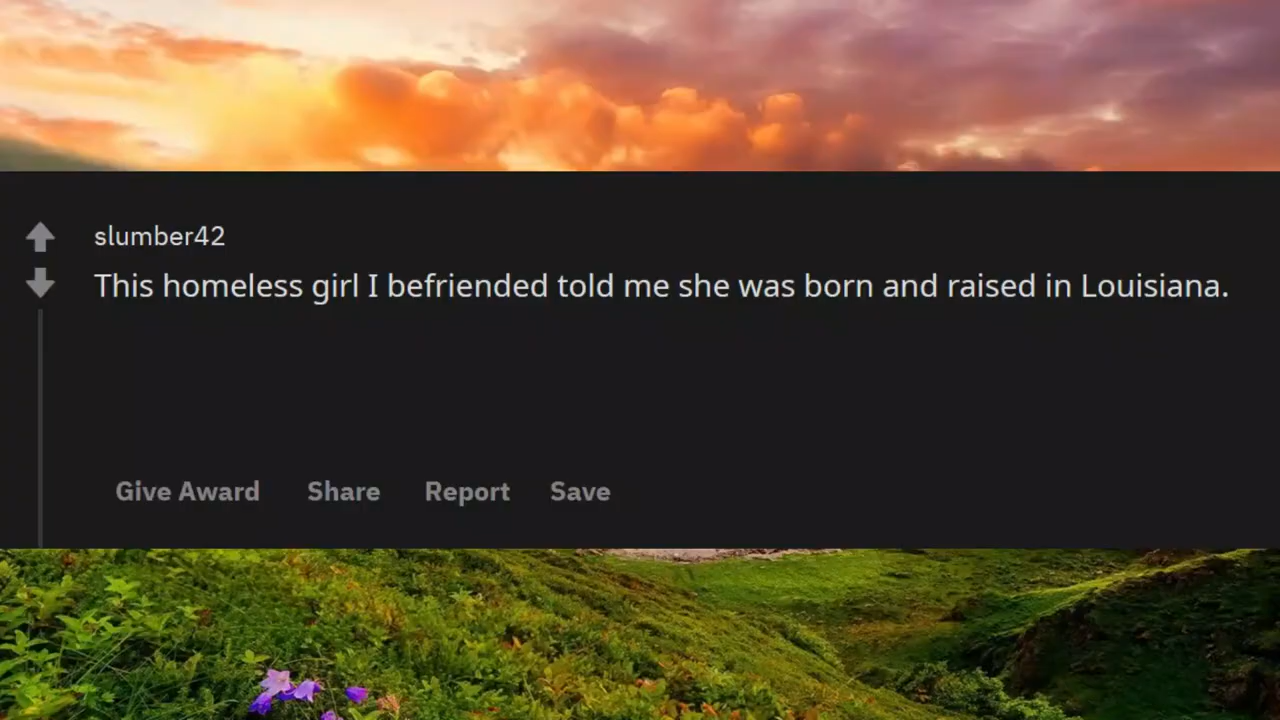 slumber42
This homeless girl I befriended told me she was born and raised in Louisiana.
Give Award Share Report Save